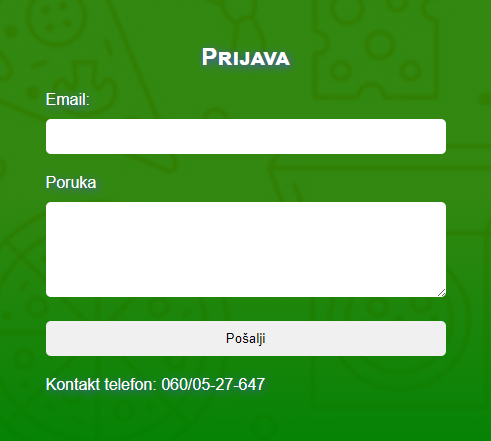 Prijava
Email:
Poruka
Pošalji
Kontakt telefon: 060/05-27-647